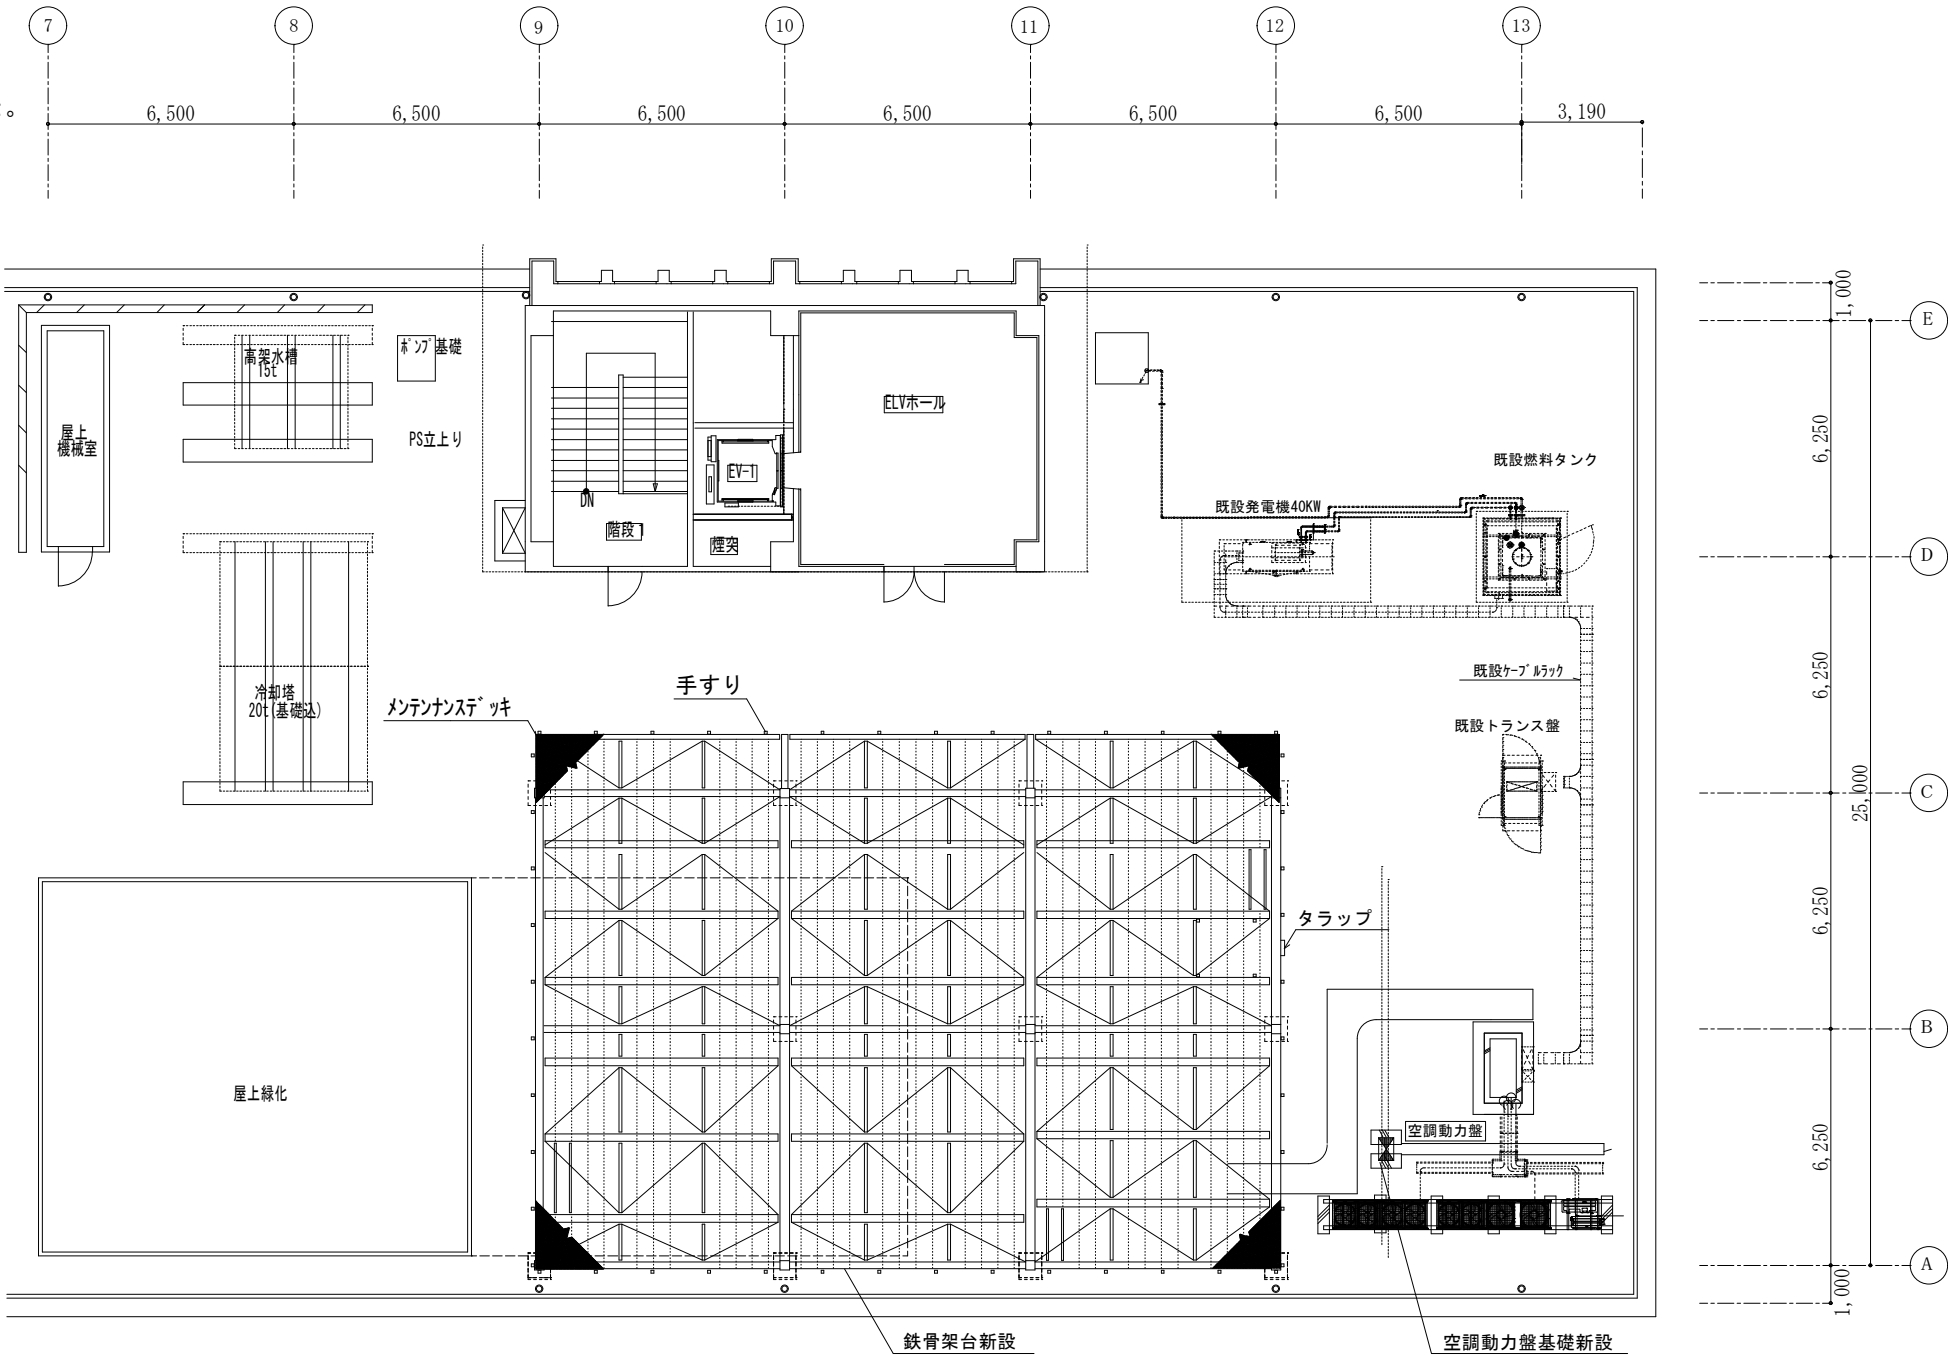 7 8 9 10 11 12 13
。
6,500 6,500 6,500 6,500 6,500 6,500 3,190
1,000
E
高架水槽
15t
ポンプ基礎
屋上
機械室
PS立上り
ELVホール
EV-1
DN
階段1
煙突
6,250
既設燃料タンク
既設発電機40KW
D
冷却塔
20t(基礎込)
メンテンナンスデッキ
手すり
既設ケーブルラック
既設トランス盤
6,250
C
25,000
タラップ
6,250
B
屋上緑化
空調動力盤
6,250
A
1,000
鉄骨架台新設
空調動力盤基礎新設